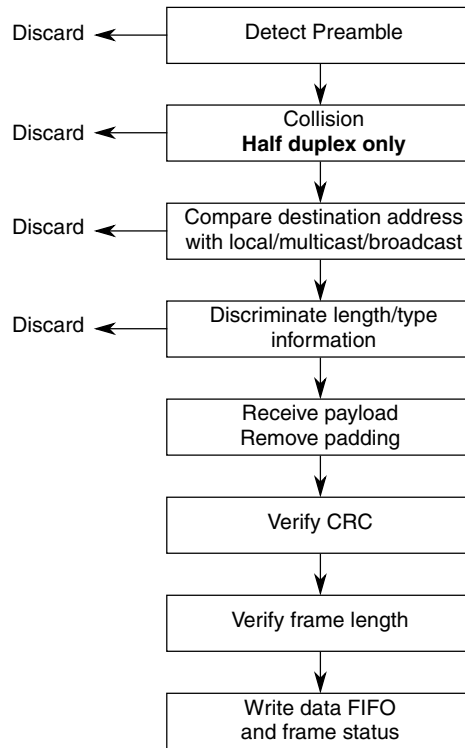 Discard
Detect Preamble
Discard
Collision
Half duplex only
Discard
Compare destination address
with local/multicast/broadcast
Discard
Discriminate length/type
information
Receive payload
Remove padding
Verify CRC
Verify frame length
Write data FIFO
and frame status